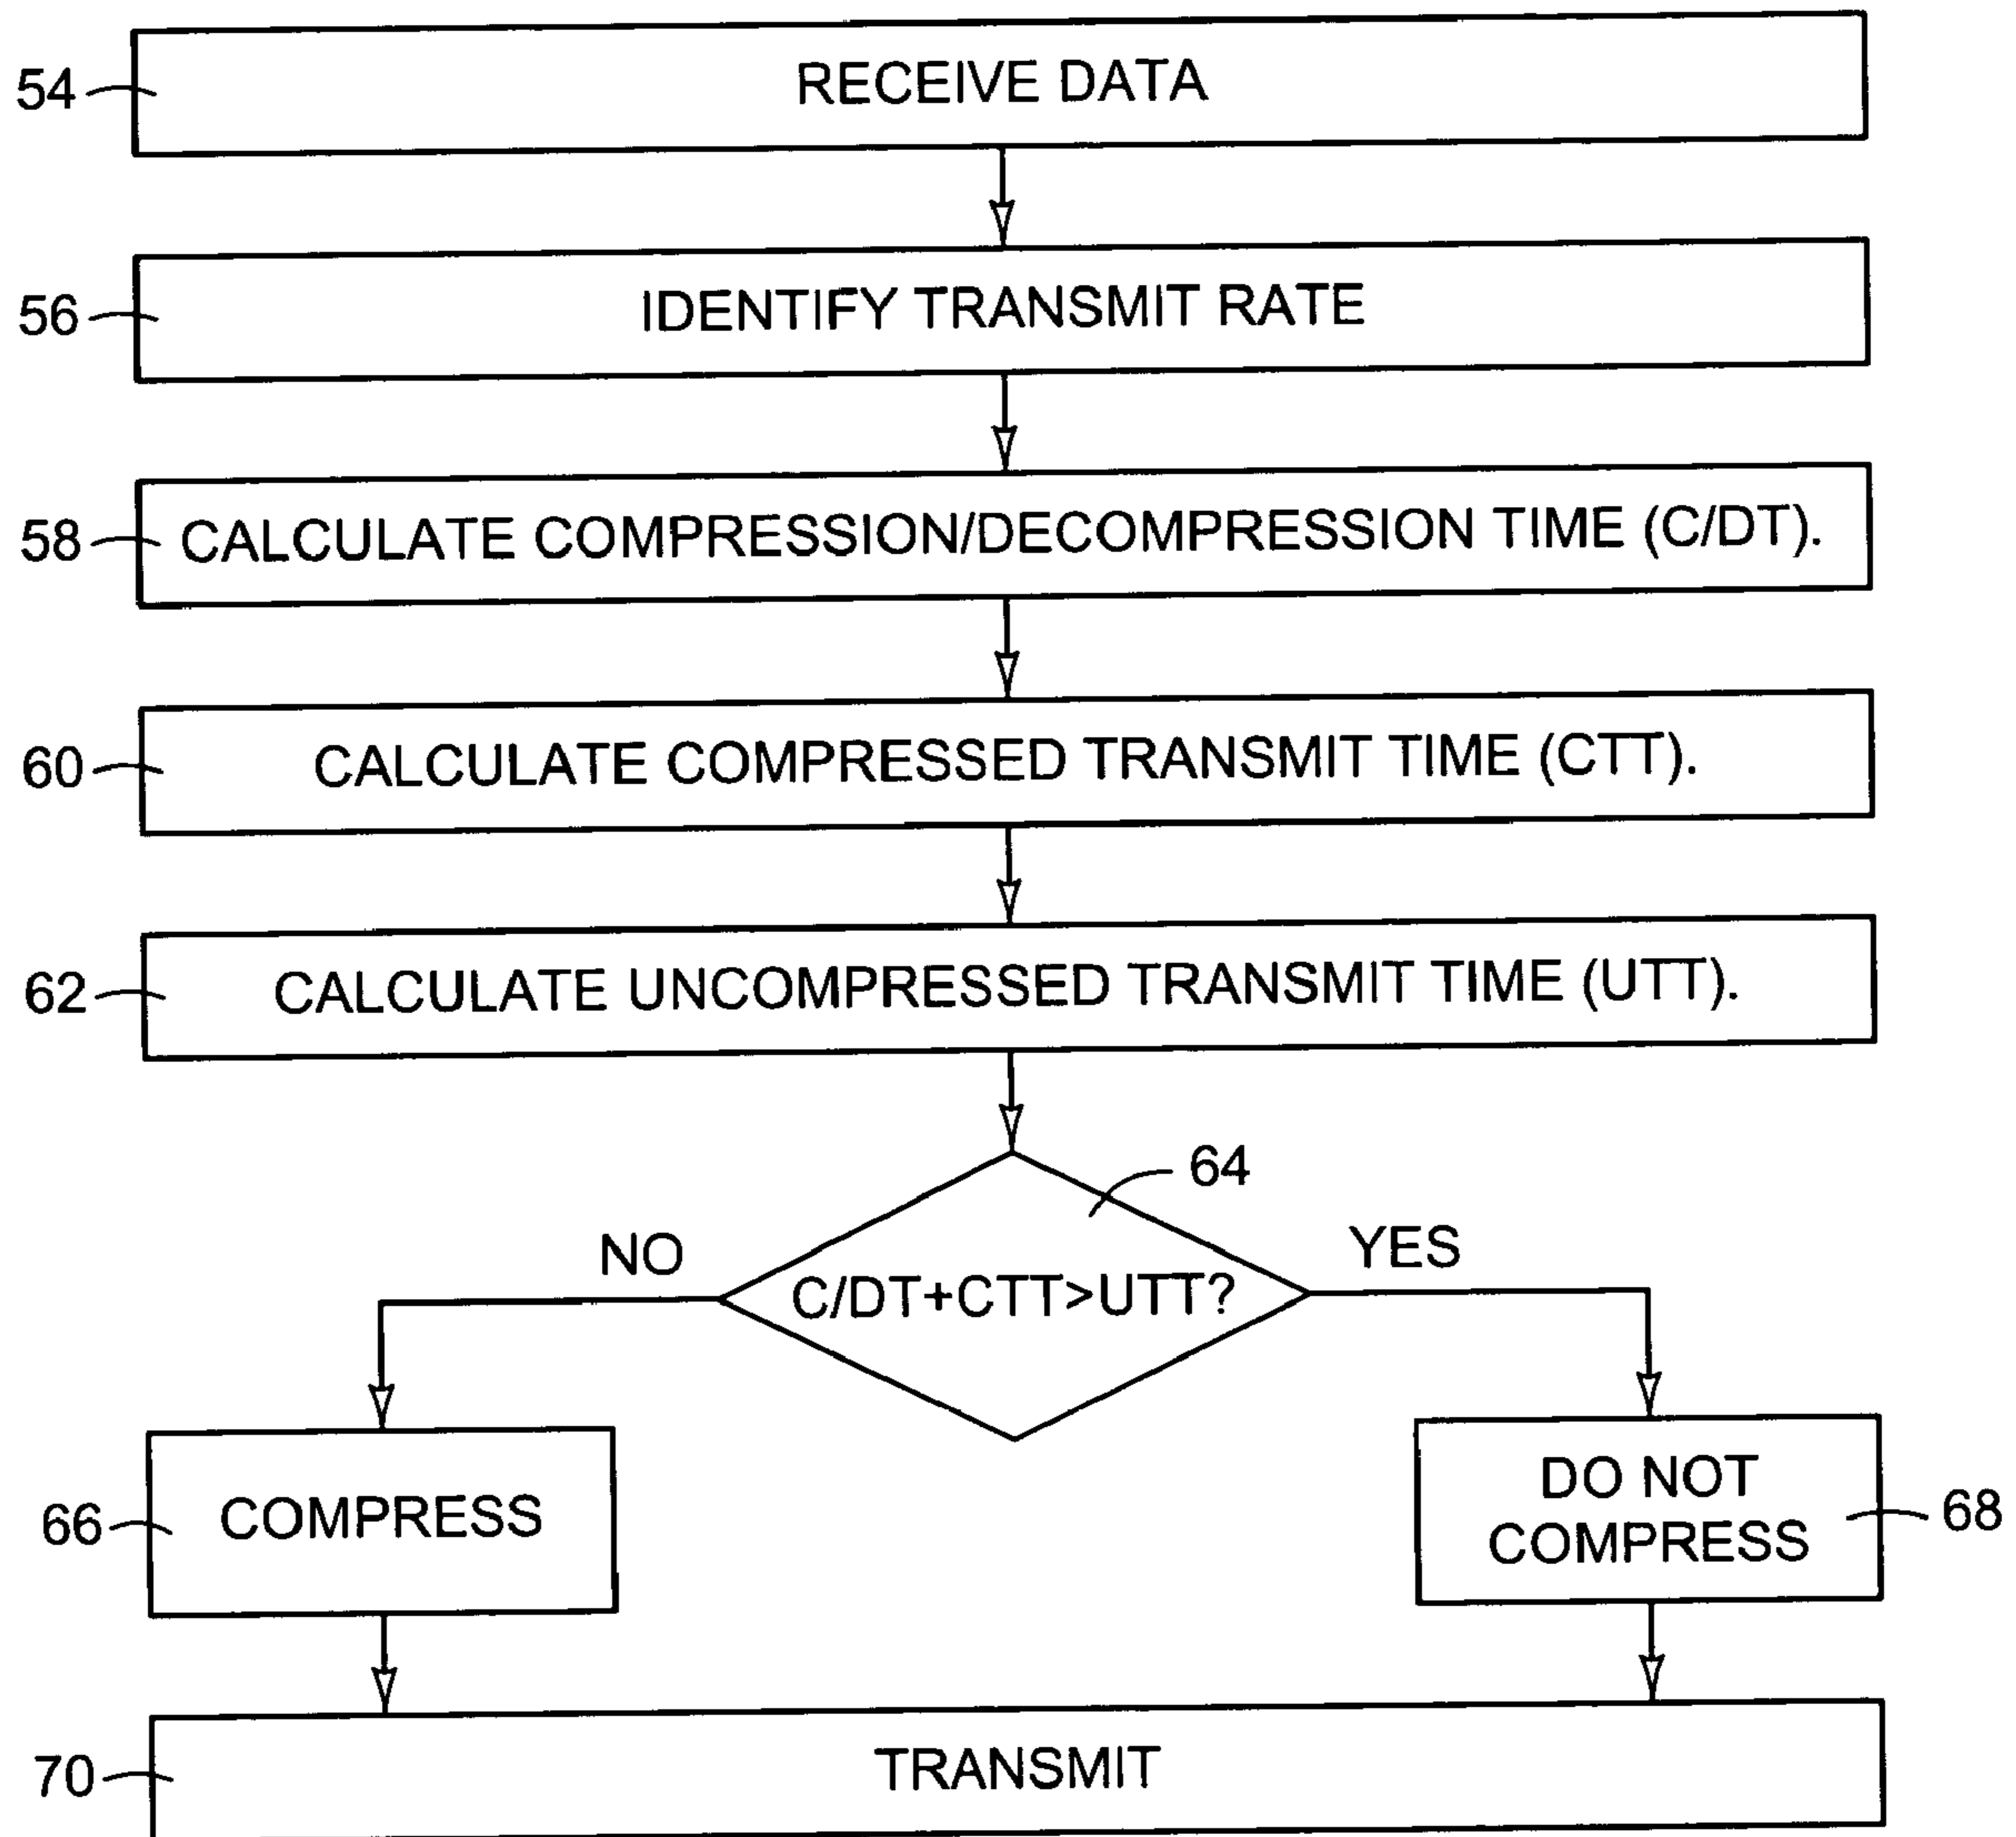 54 RECEIVE DATA
56 IDENTIFY TRANSMIT RATE
58 CALCULATE COMPRESSION/DECOMPRESSION TIME (C/DT).
60 CALCULATE COMPRESSED TRANSMIT TIME (CTT).
62 CALCULATE UNCOMPRESSED TRANSMIT TIME (UTT).
64
NO
YES
C/DT+CTT>UTT?
66 COMPRESS
DO NOT
COMPRESS
68
70 TRANSMIT